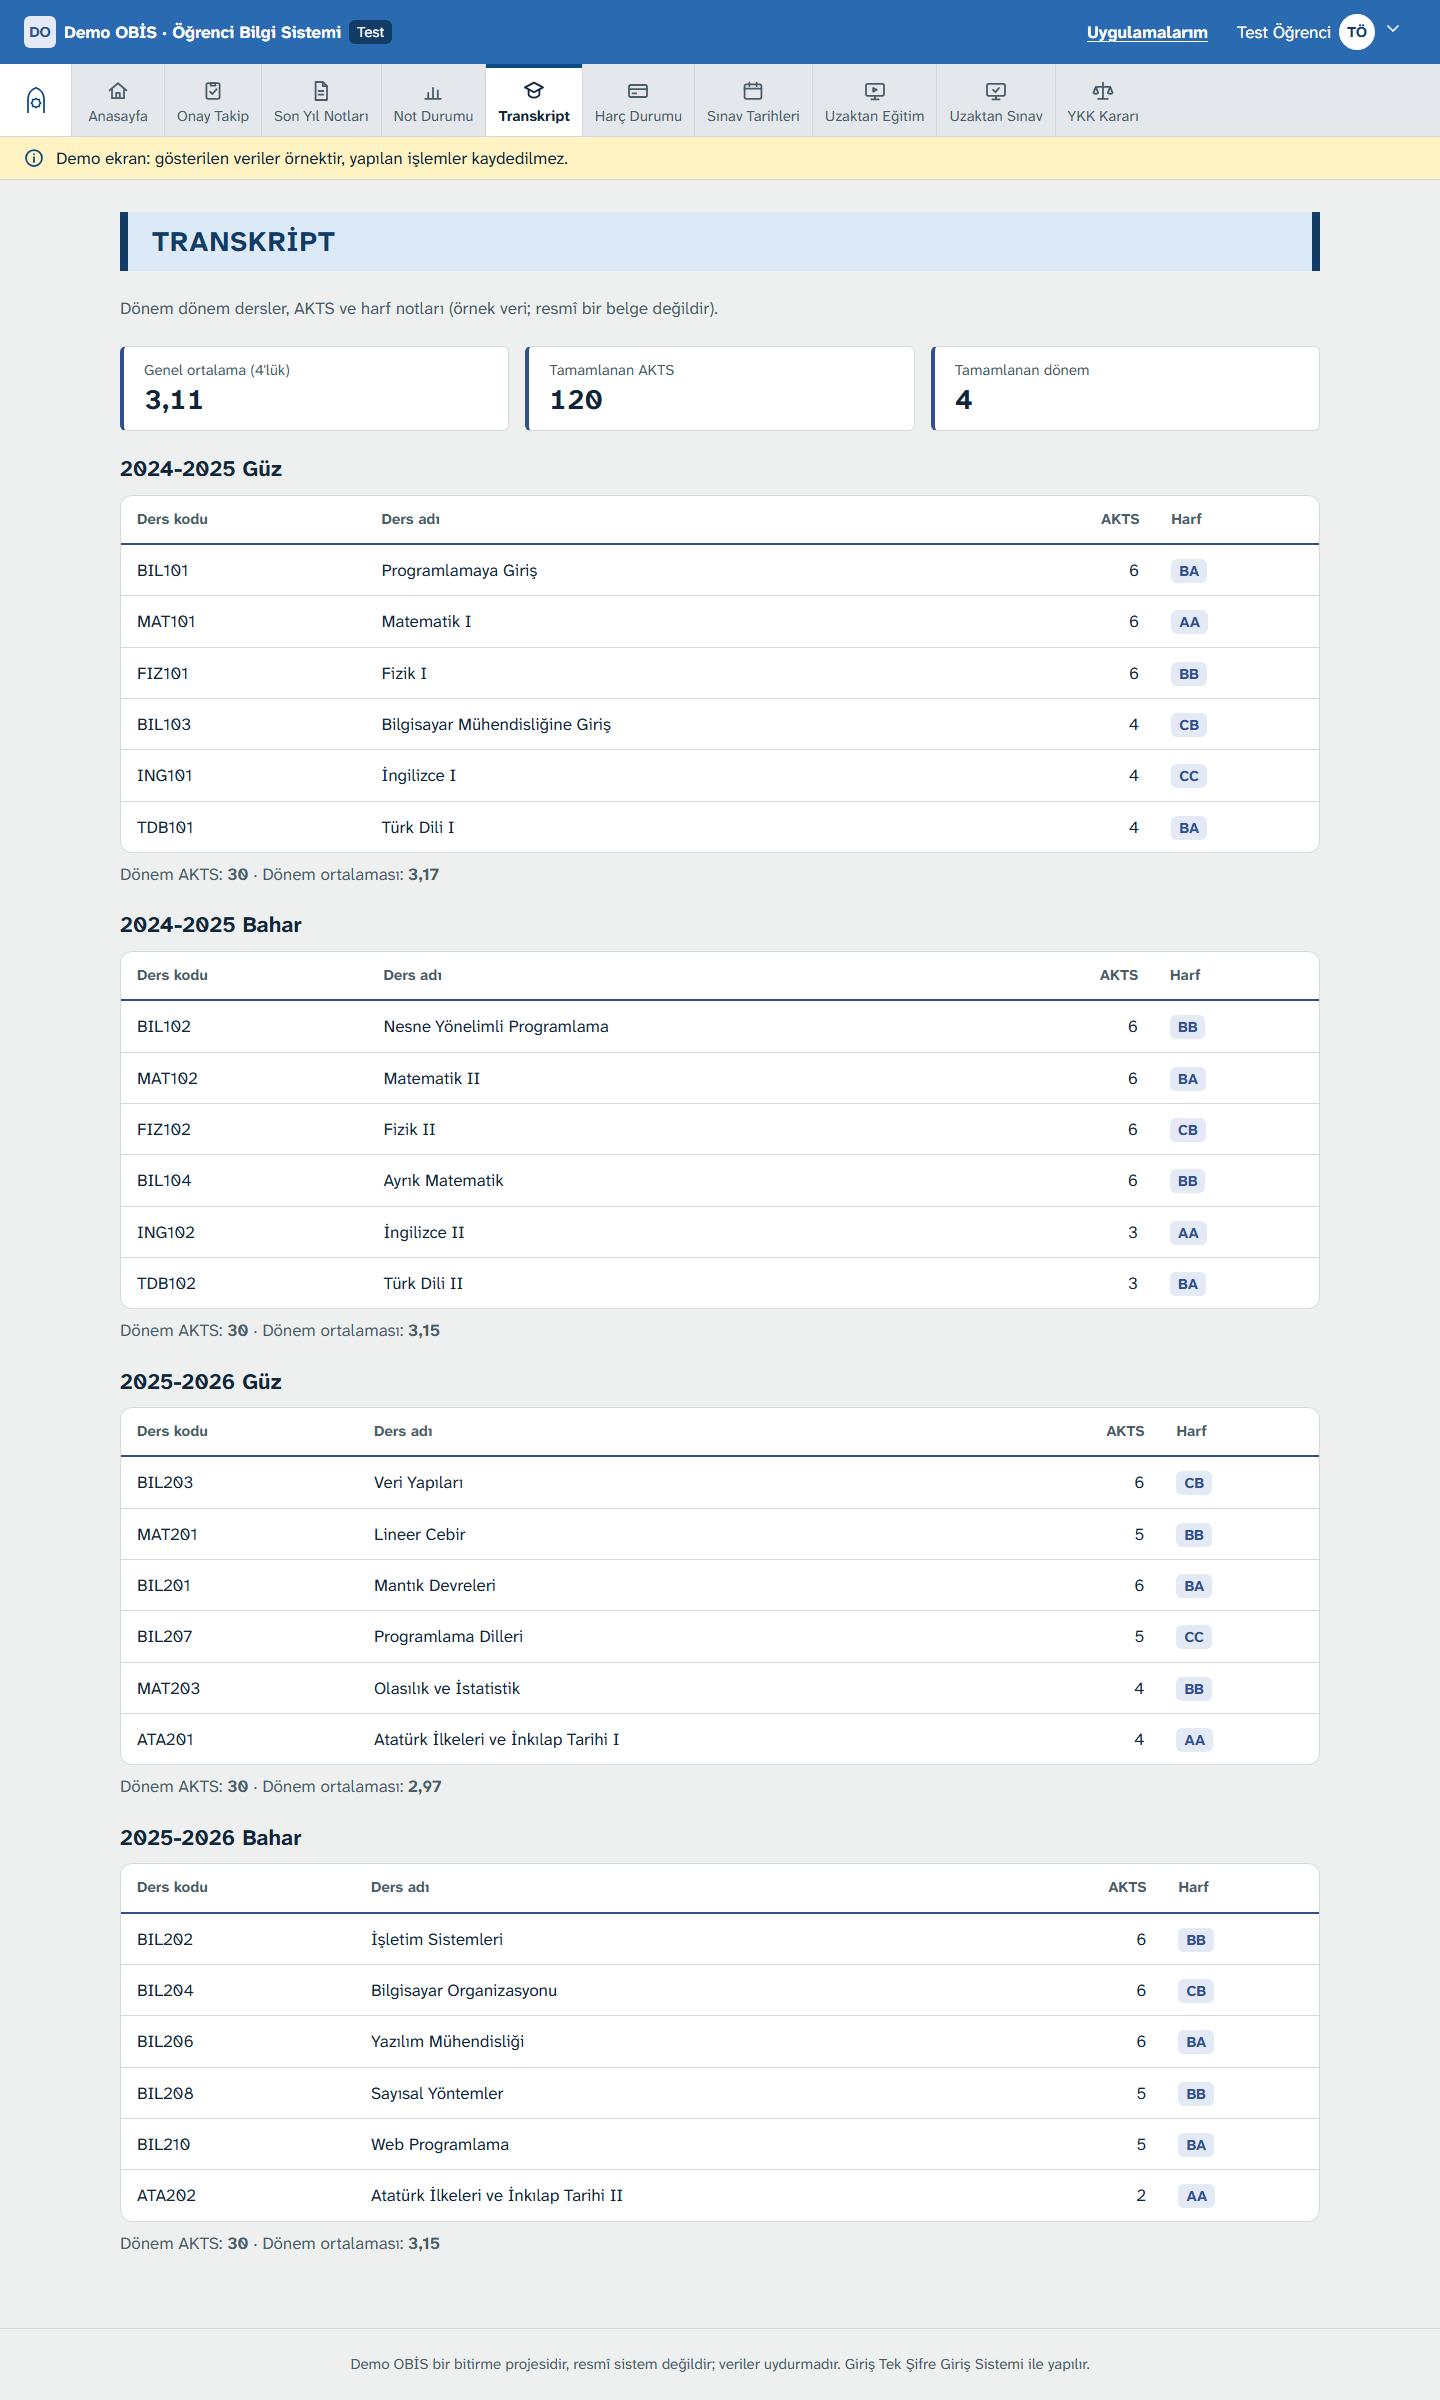 DO Demo OBİS · Öğrenci Bilgi Sistemi Test Uygulamalarım Test Öğrenci TÖ
Anasayfa Onay Takip Son Yıl Notları Not Durumu Transkript Harç Durumu Sınav Tarihleri Uzaktan Eğitim Uzaktan Sınav YKK Kararı
Demo ekran: gösterilen veriler örnektir, yapılan işlemler kaydedilmez.
TRANSKRİPT
Dönem dönem dersler, AKTS ve harf notları (örnek veri; resmî bir belge değildir).
Genel ortalama (4'lük) Tamamlanan AKTS Tamamlanan dönem
3,11 120 4
2024-2025 Güz
Ders kodu Ders adı AKTS Harf
BIL101 Programlamaya Giriş 6 BA
MAT101 Matematik I 6 AA
FIZ101 Fizik I 6 BB
BIL103 Bilgisayar Mühendisliğine Giriş 4 CB
ING101 İngilizce I 4 CC
TDB101 Türk Dili I 4 BA
Dönem AKTS: 30 · Dönem ortalaması: 3,17
2024-2025 Bahar
Ders kodu Ders adı AKTS Harf
BIL102 Nesne Yönelimli Programlama 6 BB
MAT102 Matematik II 6 BA
FIZ102 Fizik II 6 CB
BIL104 Ayrık Matematik 6 BB
ING102 İngilizce II 3 AA
TDB102 Türk Dili II 3 BA
Dönem AKTS: 30 · Dönem ortalaması: 3,15
2025-2026 Güz
Ders kodu Ders adı AKTS Harf
BIL203 Veri Yapıları 6 CB
MAT201 Lineer Cebir 5 BB
BIL201 Mantık Devreleri 6 BA
BIL207 Programlama Dilleri 5 CC
MAT203 Olasılık ve İstatistik 4 BB
ATA201 Atatürk İlkeleri ve İnkılap Tarihi I 4 AA
Dönem AKTS: 30 · Dönem ortalaması: 2,97
2025-2026 Bahar
Ders kodu Ders adı AKTS Harf
BIL202 İşletim Sistemleri 6 BB
BIL204 Bilgisayar Organizasyonu 6 CB
BIL206 Yazılım Mühendisliği 6 BA
BIL208 Sayısal Yöntemler 5 BB
BIL210 Web Programlama 5 BA
ATA202 Atatürk İlkeleri ve İnkılap Tarihi II 2 AA
Dönem AKTS: 30 · Dönem ortalaması: 3,15
Demo OBİS bir bitirme projesidir, resmî sistem değildir; veriler uydurmadır. Giriş Tek Şifre Giriş Sistemi ile yapılır.